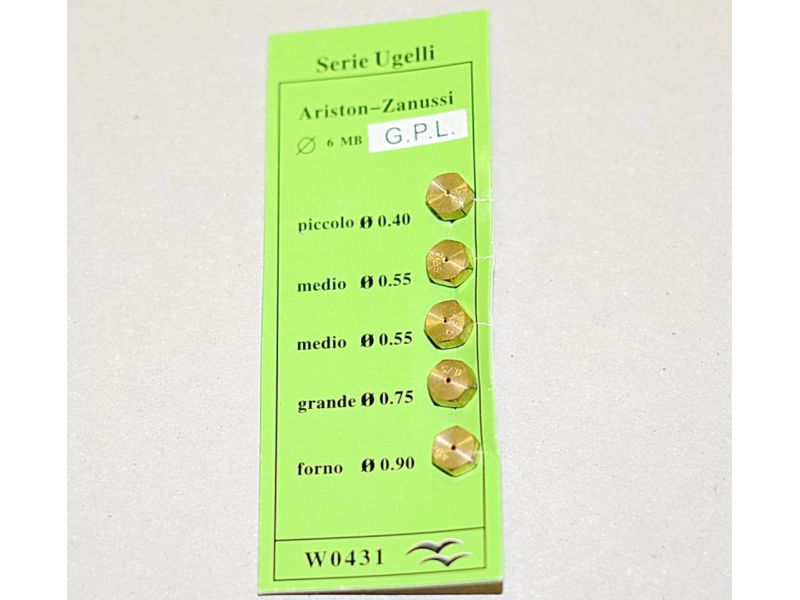 Serie Ugelli
Ariston-Zanussi
Ø 6 MB G.P.L.
piccolo Ø 0.40
medio Ø 0.55
medio Ø 0.55
grande Ø 0.75
forno Ø 0.90
W0431